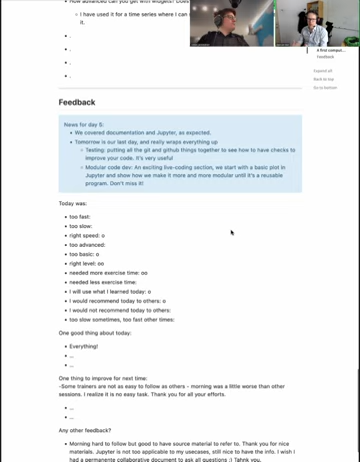 How advanced can you get with widgets? Does
I have used it for a time series where I can
it.
.
.
.
.
Feedback
News for day 5:
We covered documentation and Jupyter, as expected.
Tomorrow is our last day, and really wraps everything up
Testing: putting all the git and github things together to see how to have checks to
improve your code. It's very useful
Modular code dev: An exciting live-coding section, we start with a basic plot in
Jupyter and show how we make it more and more modular until it's a reusable
program. Don't miss it!
Today was:
too fast:
too slow:
right speed: o
too advanced:
too basic: o
right level: oo
needed more exercise time: oo
needed less exercise time:
I will use what I learned today: o
I would recommend today to others: o
I would not recommend today to others:
too slow sometimes, too fast other times:
One good thing about today:
Everything!
...
...
One thing to improve for next time:
-Some trainers are not as easy to follow as others - morning was a little worse than other
sessions. I realize it is no easy task. Thank you for all your efforts.
...
...
Any other feedback?
Morning hard to follow but good to have source material to refer to. Thank you for nice
materials. Jupyter is not too applicable to my usecases, still nice to have the info. I wish I
had a permanent collaborative document to ask all questions :) Tahnk you.
Feedback
Expand all
Back to top
Go to bottom